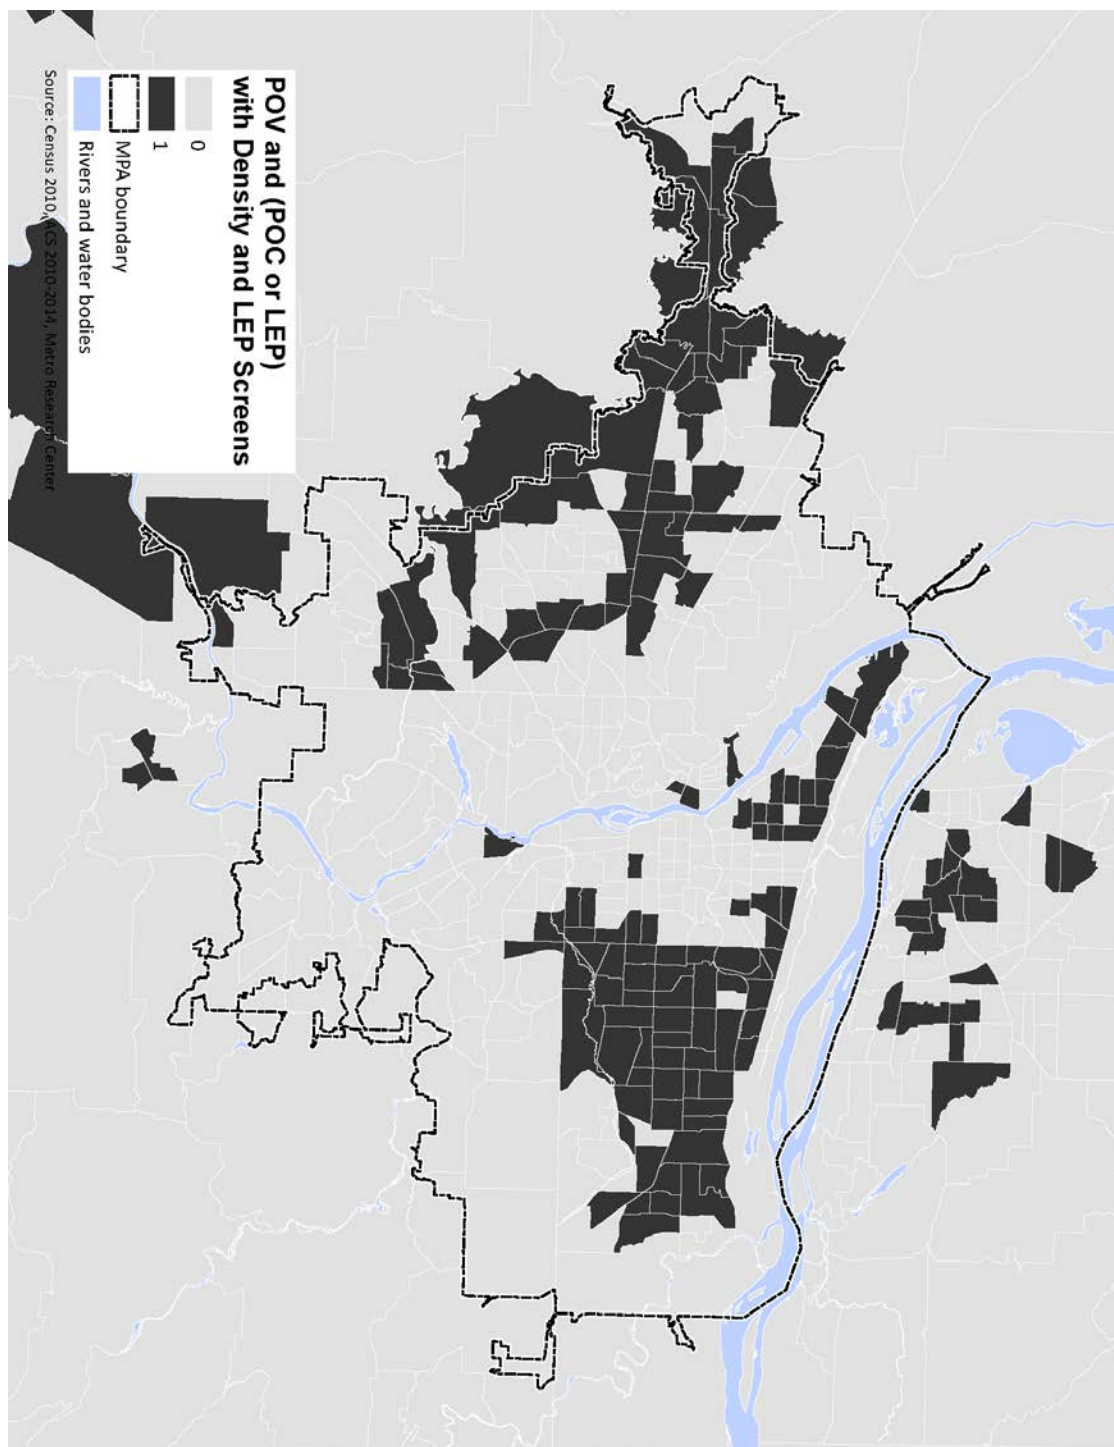 POV and (POC or LEP)
with Density and LEP Screens
0
1
MPA boundary
Rivers and water bodies
Source: Census 2010, ACS 2010-2014, Metro Research Center